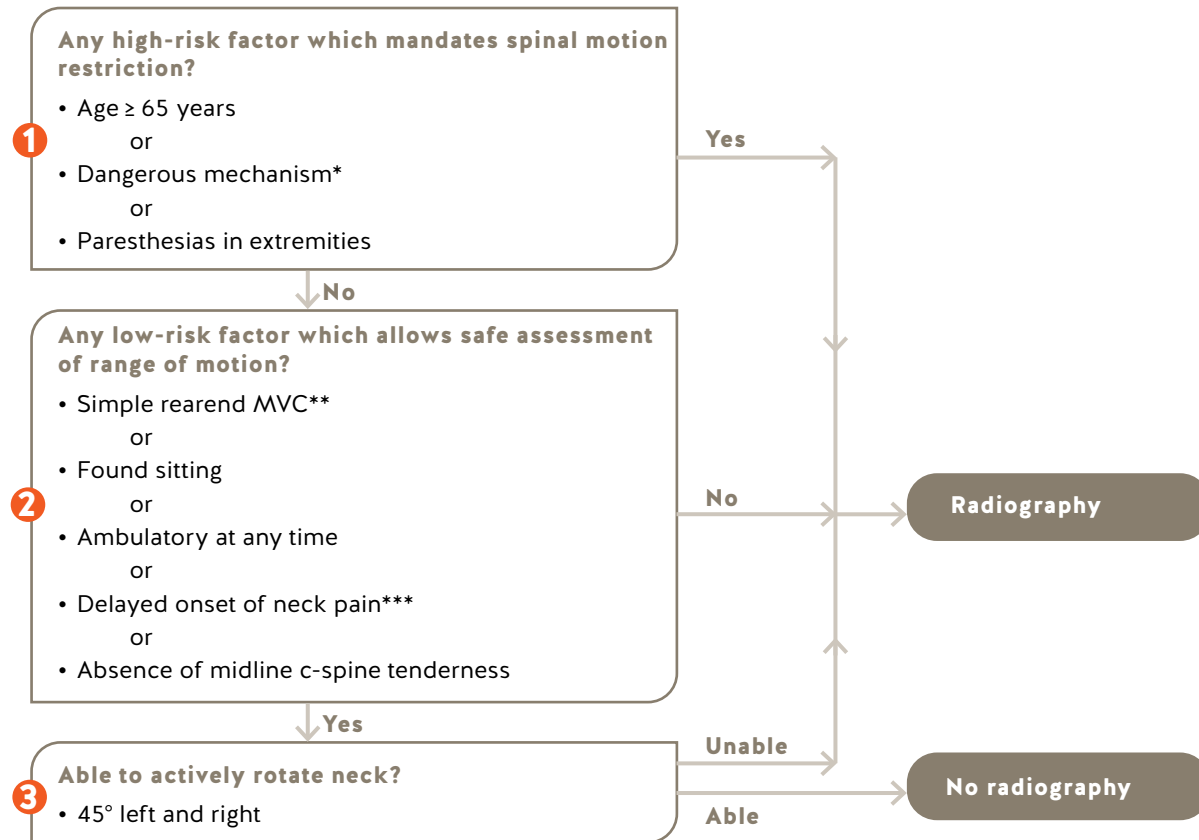 Any high-risk factor which mandates spinal motion
restriction?
• Age ≥ 65 years
or
• Dangerous mechanism*
or
• Paresthesias in extremities
1
Yes
No
Any low-risk factor which allows safe assessment
of range of motion?
• Simple rearend MVC**
or
• Found sitting
or
• Ambulatory at any time
or
• Delayed onset of neck pain***
or
• Absence of midline c-spine tenderness
2
No
Radiography
Yes
Able to actively rotate neck?
• 45° left and right
3
Unable
Able
No radiography